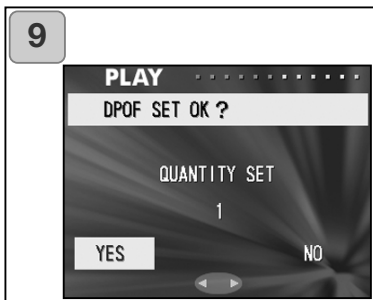 9
PLAY
DPOF SET OK ?
QUANTITY SET
1
YES NO